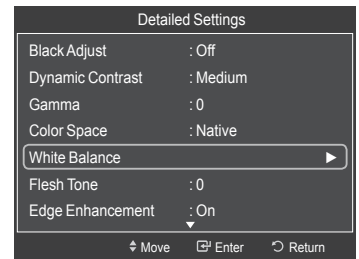 Detailed Settings
Black Adjust : Off
Dynamic Contrast : Medium
Gamma : 0
Color Space : Native
White Balance ►
Flesh Tone : 0
Edge Enhancement : On
▼
Move Enter Return